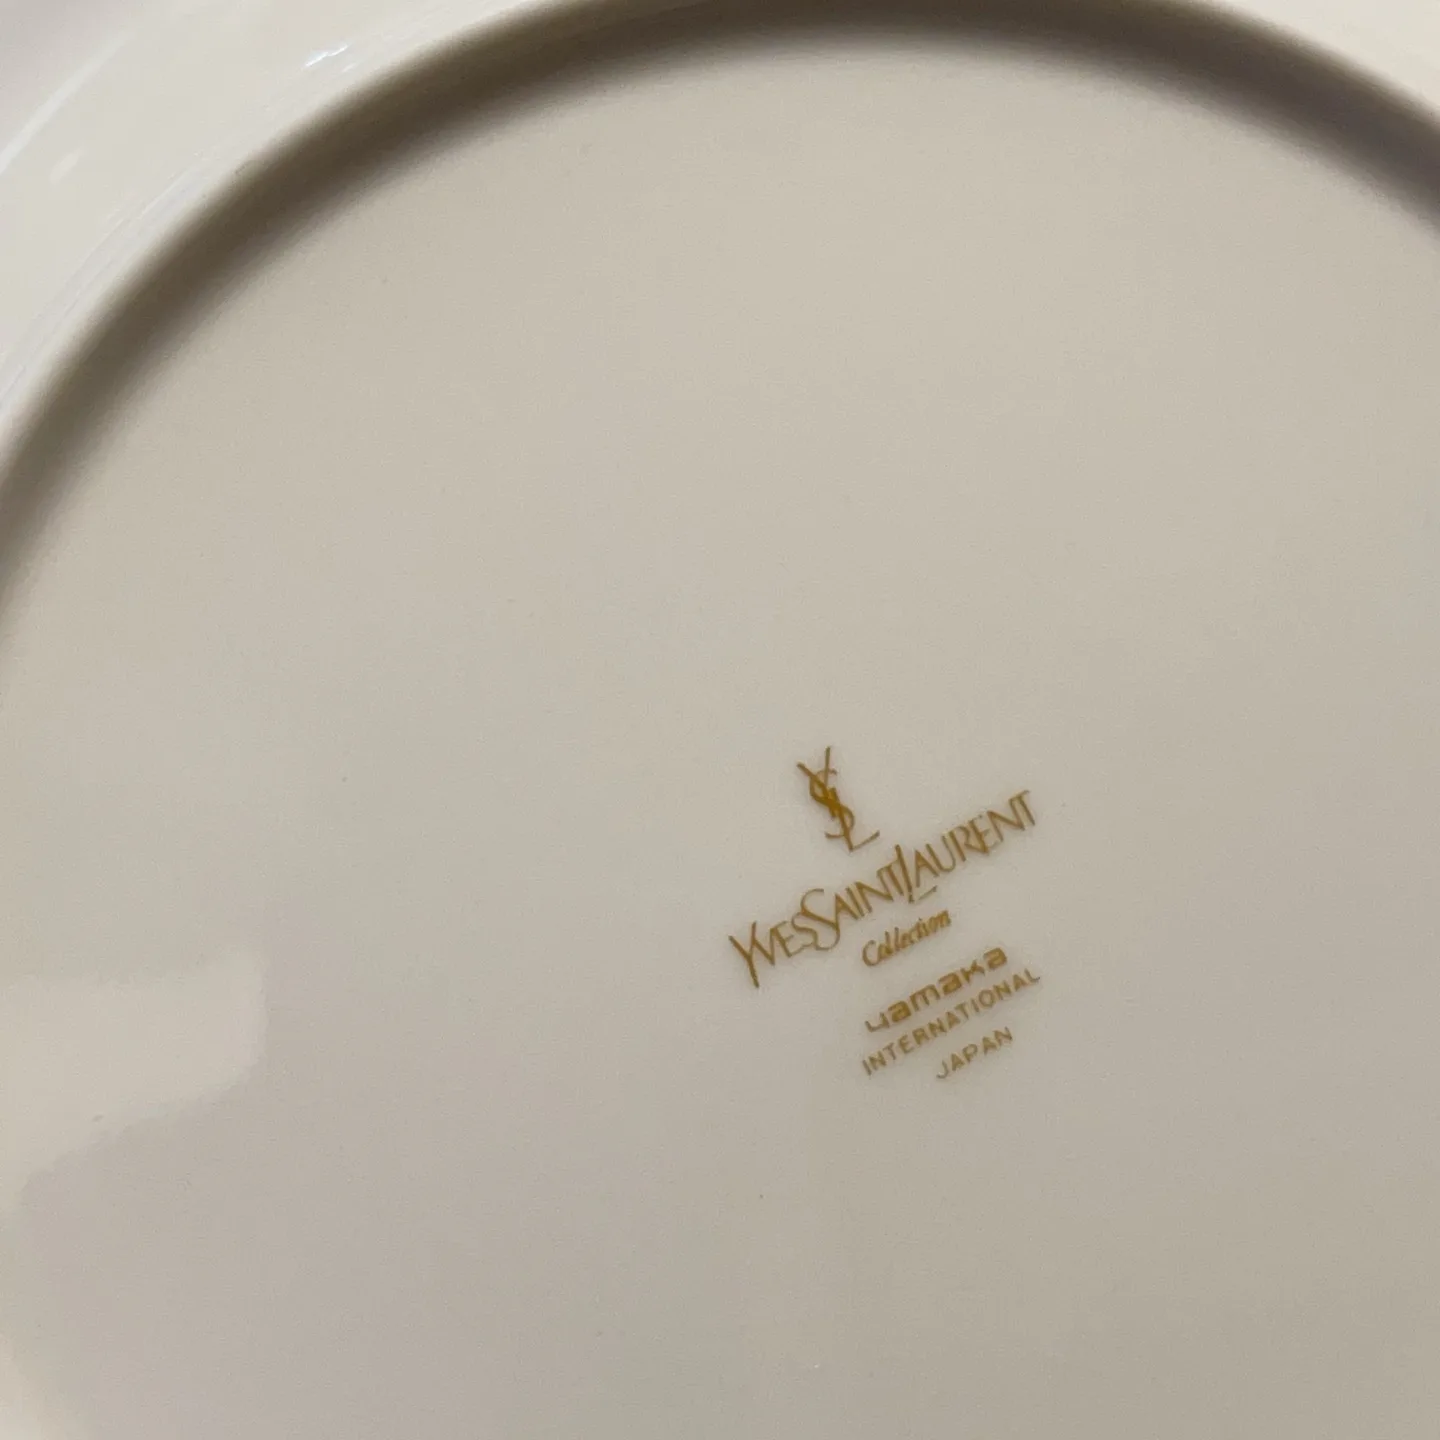 YSL
YVES SAINT LAURENT
Collection
yamaka
INTERNATIONAL
JAPAN